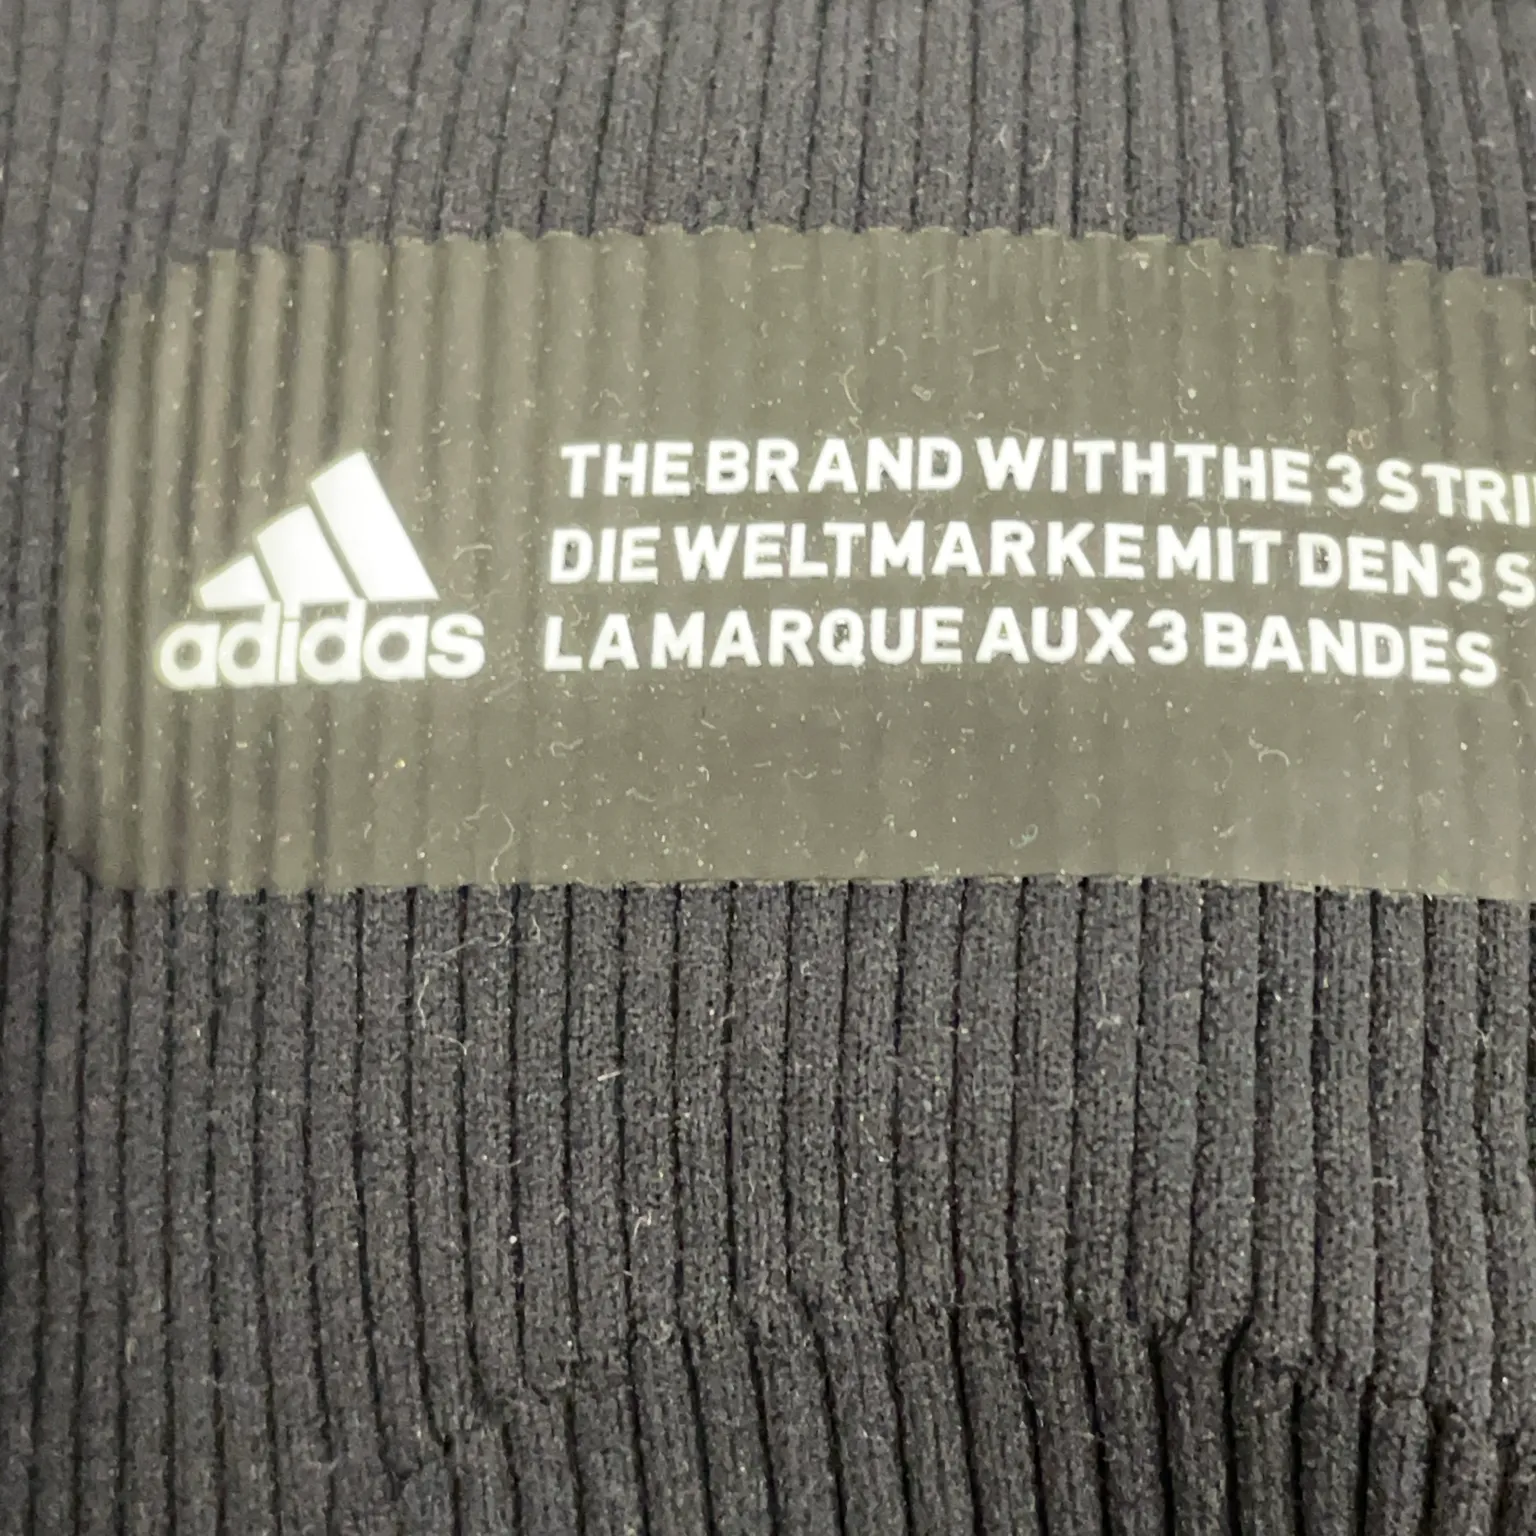 adidas
THE BRAND WITH THE 3
DIE WELTMARKE MIT DEN 3
LA MARQUE AUX 3 BANDES